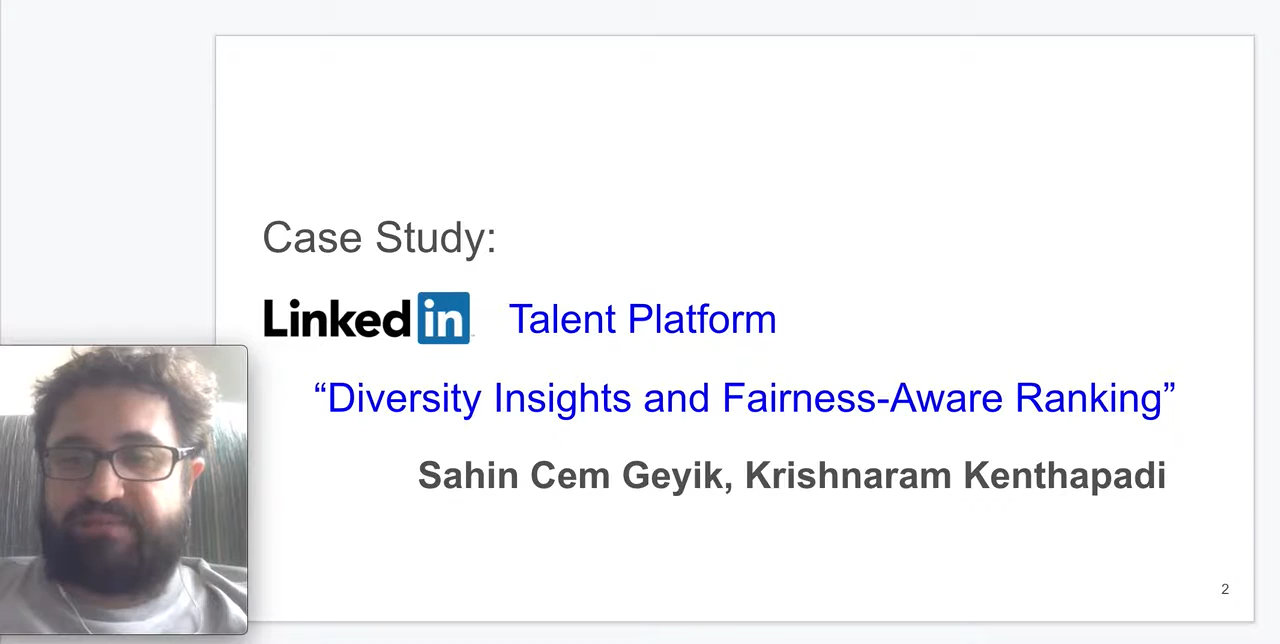 Case Study:
Linkedin Talent Platform
“Diversity Insights and Fairness-Aware Ranking”
Sahin Cem Geyik, Krishnaram Kenthapadi
2